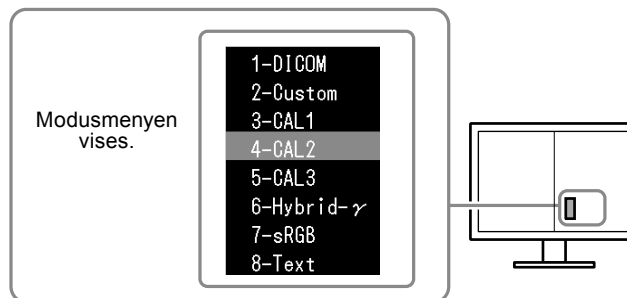 Modusmenyen
vises.
1-DICOM
2-Custom
3-CAL1
4-CAL2
5-CAL3
6-Hybrid-γ
7-sRGB
8-Text